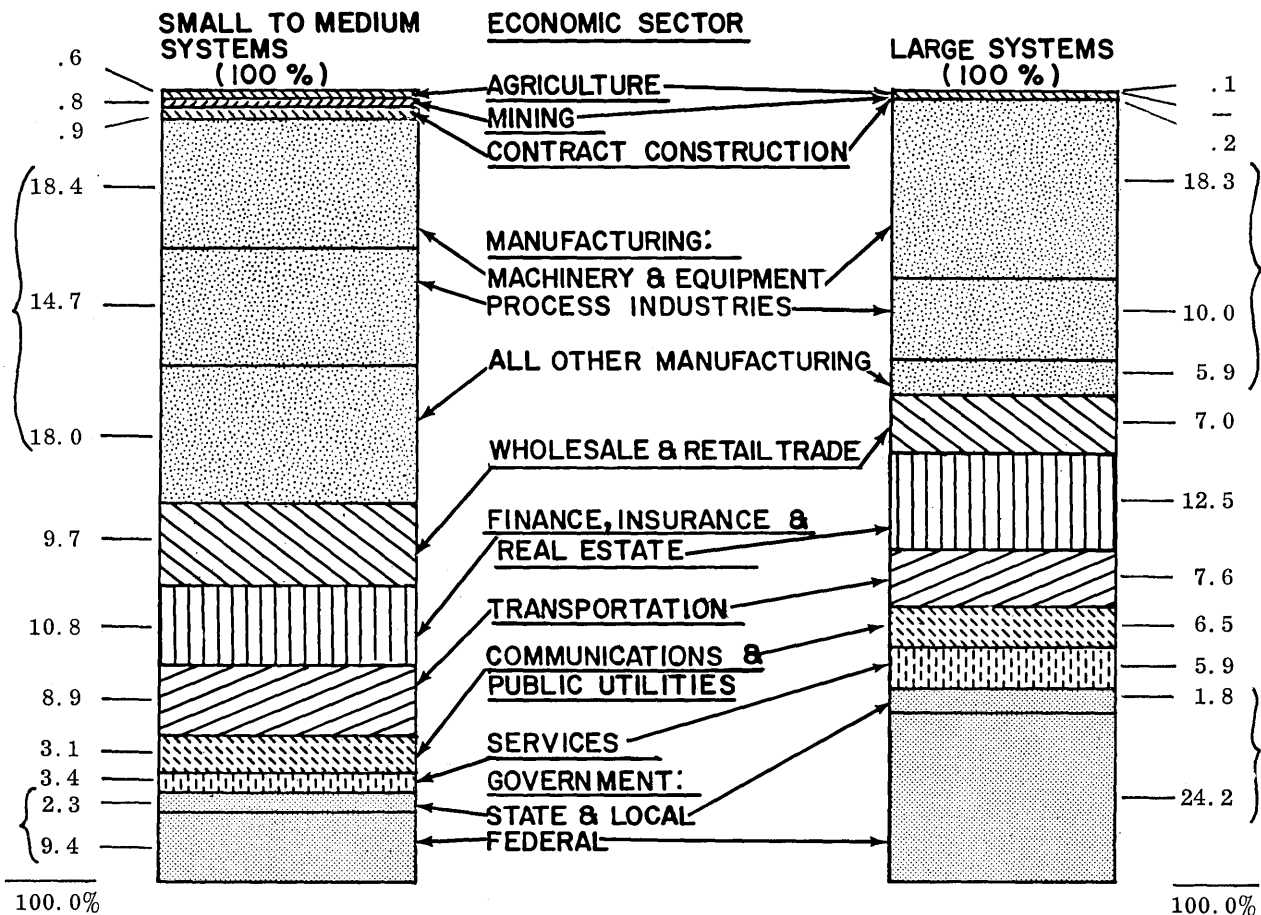 SMALL TO MEDIUM
SYSTEMS
(100 %)
ECONOMIC SECTOR
LARGE SYSTEMS
(100 %)
.6
.8
.9
18.4
14.7
18.0
9.7
10.8
8.9
3.1
3.4
2.3
9.4
100.0%
AGRICULTURE
MINING
CONTRACT CONSTRUCTION
MANUFACTURING:
MACHINERY & EQUIPMENT
PROCESS INDUSTRIES
ALL OTHER MANUFACTURING
WHOLESALE & RETAIL TRADE
FINANCE, INSURANCE &
REAL ESTATE
TRANSPORTATION
COMMUNICATIONS &
PUBLIC UTILITIES
SERVICES
GOVERNMENT:
STATE & LOCAL
FEDERAL
.1
—
.2
18.3
10.0
5.9
7.0
12.5
7.6
6.5
5.9
1.8
24.2
100.0%